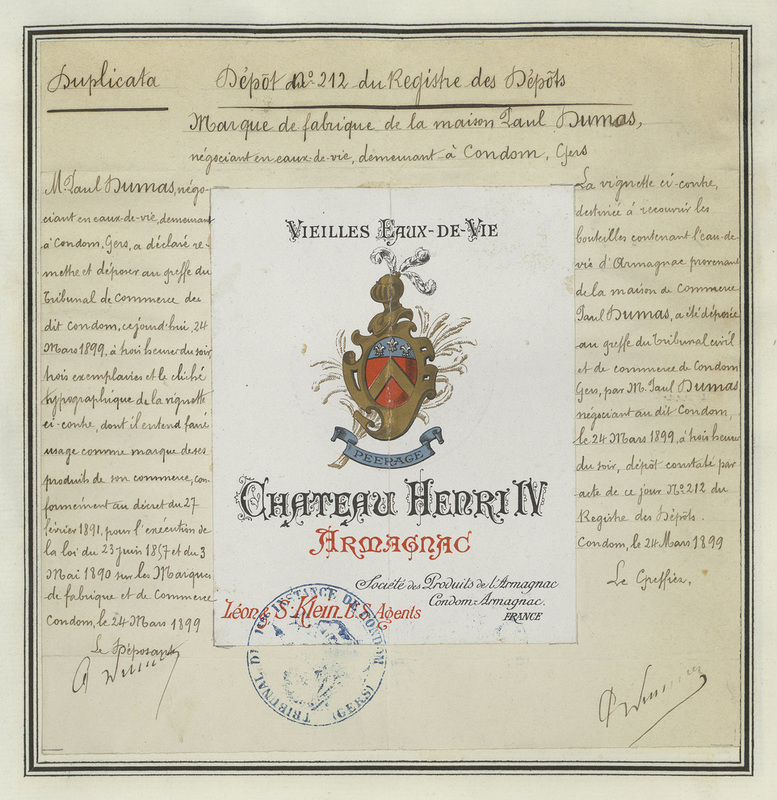 Duplicata
Dépôt N° 212 du Registre des Dépôts
Marque de fabrique de la maison Paul Dumas,
négociant en eaux-de-vie, demeurant à Condom, Gers
M. Paul Dumas, négo-
ciant en eaux-de-vie, demeurant
à Condom, Gers, a déclaré re-
mettre et déposer au greffe du
Tribunal de Commerce du
dit Condom, ce jourd'hui, 24
Mars 1899, à trois heures du soir
trois exemplaires et le cliché
typographique de la vignette
ci-contre, dont il entend faire
usage comme marque de ses
produits de son commerce, con-
formément au décret du 27
février 1891, pour l'exécution de
la loi du 23 juin 1857 et du 3
Mai 1890 sur les Marques
de fabrique et de Commerce
Condom, le 24 Mars 1899
Le Déposant
VIEILLES EAUX-DE-VIE
PEERAGE
CHATEAU HENRI IV
ARMAGNAC
Société des Produits de l'Armagnac
Condom-Armagnac.
FRANCE
Léon & S. Klein. U.S. Agents
TRIBUNAL DE 1ère INSTANCE DE CONDOM
(GERS)
La vignette ci-contre,
destinée à recouvrir les
bouteilles contenant l'eau-de
vie d'Armagnac provenant
de la maison de Commerce
Paul Dumas, a été déposée
au greffe du Tribunal civil
et de commerce de Condom
Gers, par M. Paul Dumas
négociant au dit Condom,
le 24 Mars 1899, à trois heures
du soir, dépôt constaté par
acte de ce jour N° 212 du
Registre des Dépôts.
Condom, le 24 Mars 1899
Le Greffier,